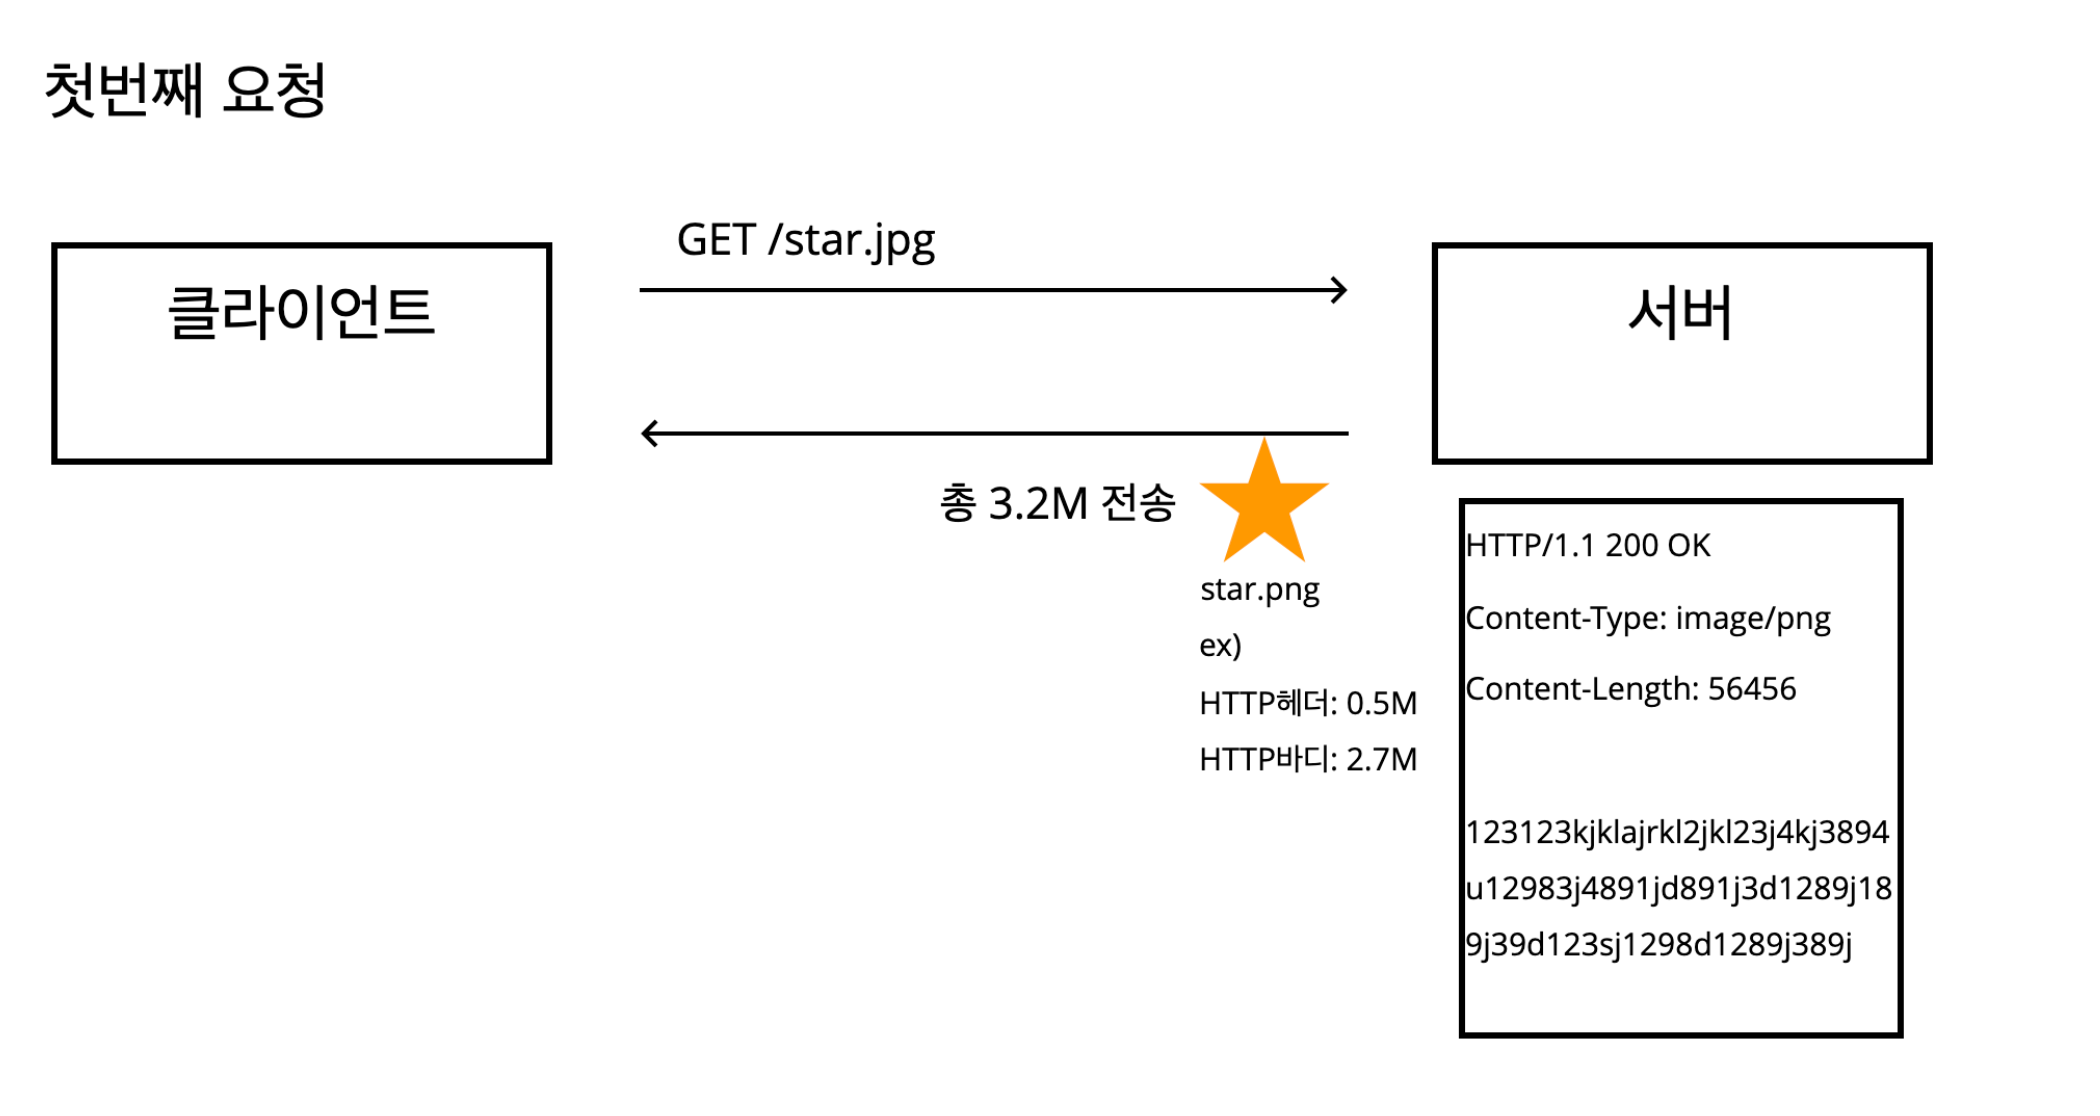 첫번째 요청
GET /star.jpg
클라이언트
서버
총 3.2M 전송
star.png
ex)
HTTP헤더: 0.5M
HTTP바디: 2.7M
HTTP/1.1 200 OK
Content-Type: image/png
Content-Length: 56456
123123kjklajrkl2jkl23j4kj3894
u12983j4891jd891j3d1289j18
9j39d123sj1298d1289j389j